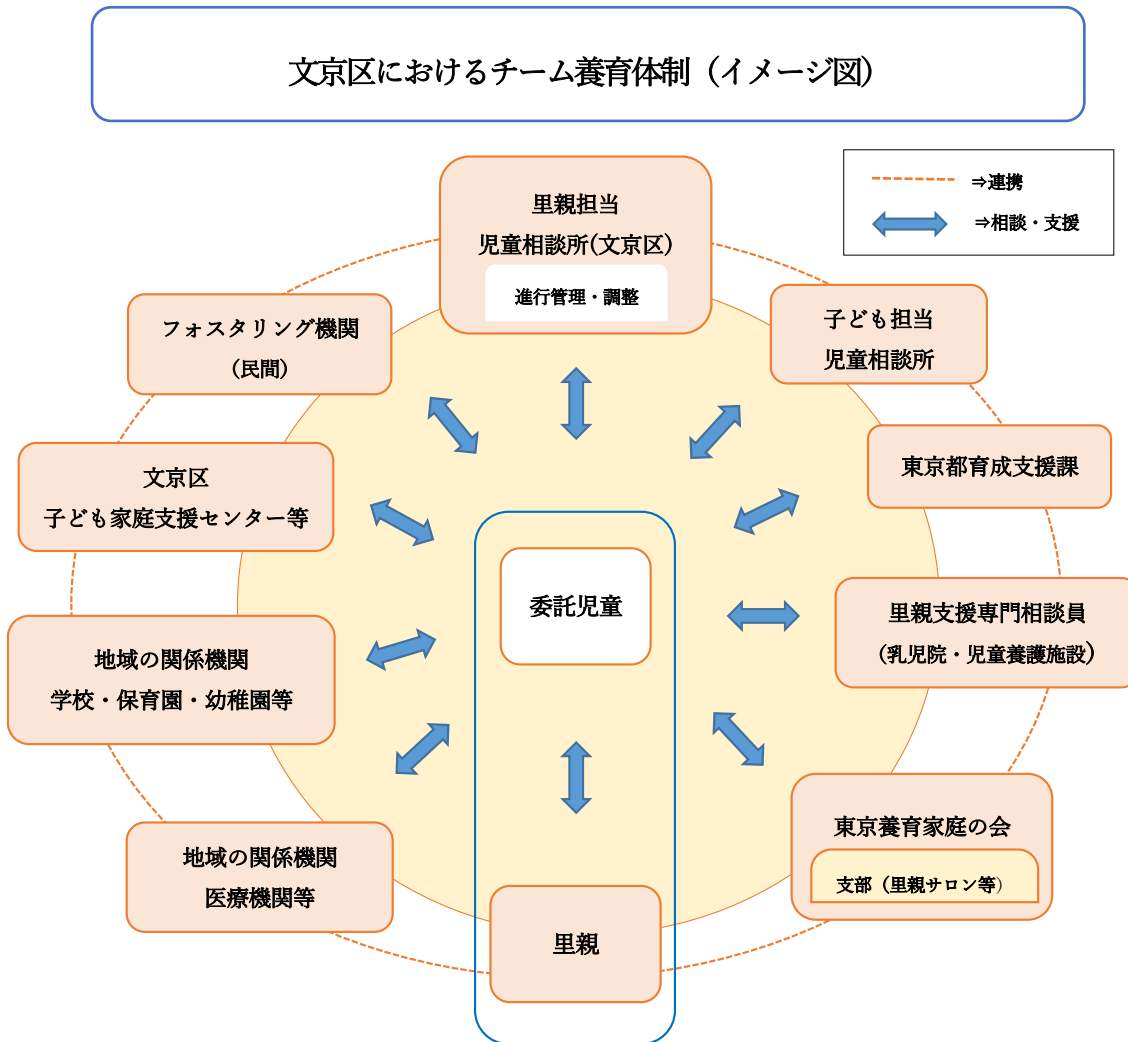 文京区におけるチーム養育体制（イメージ図）
⇒連携
⇒相談・支援
里親担当
児童相談所(文京区)
進行管理・調整
フォスタリング機関
（民間）
子ども担当
児童相談所
文京区
子ども家庭支援センター等
東京都育成支援課
委託児童
里親支援専門相談員
（乳児院・児童養護施設）
地域の関係機関
学校・保育園・幼稚園等
東京養育家庭の会
支部（里親サロン等）
地域の関係機関
医療機関等
里親